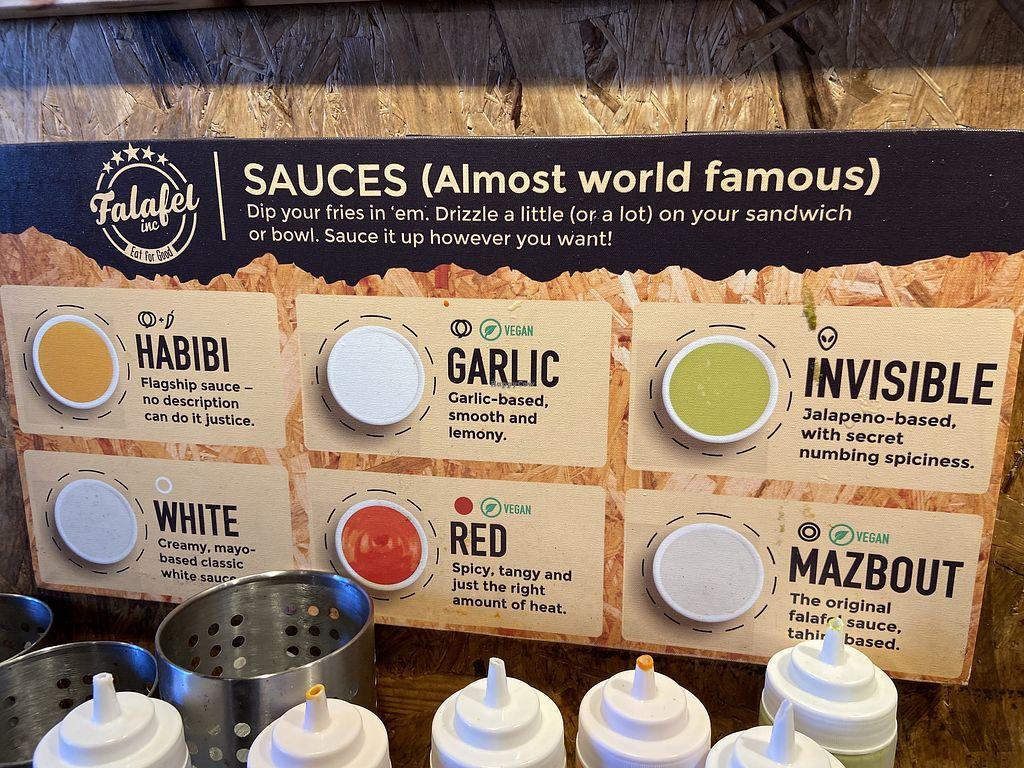 Falafel
inc
Eat For Good
SAUCES (Almost world famous)
Dip your fries in 'em. Drizzle a little (or a lot) on your sandwich
or bowl. Sauce it up however you want!
HABIBI
Flagship sauce –
no description
can do it justice.
VEGAN
GARLIC
Garlic-based,
smooth and
lemony.
INVISIBLE
Jalapeno-based,
with secret
numbing spiciness.
WHITE
Creamy, mayo-
based classic
white sauce
VEGAN
RED
Spicy, tangy and
just the right
amount of heat.
VEGAN
MAZBOUT
The original
falafel sauce,
tahini based.